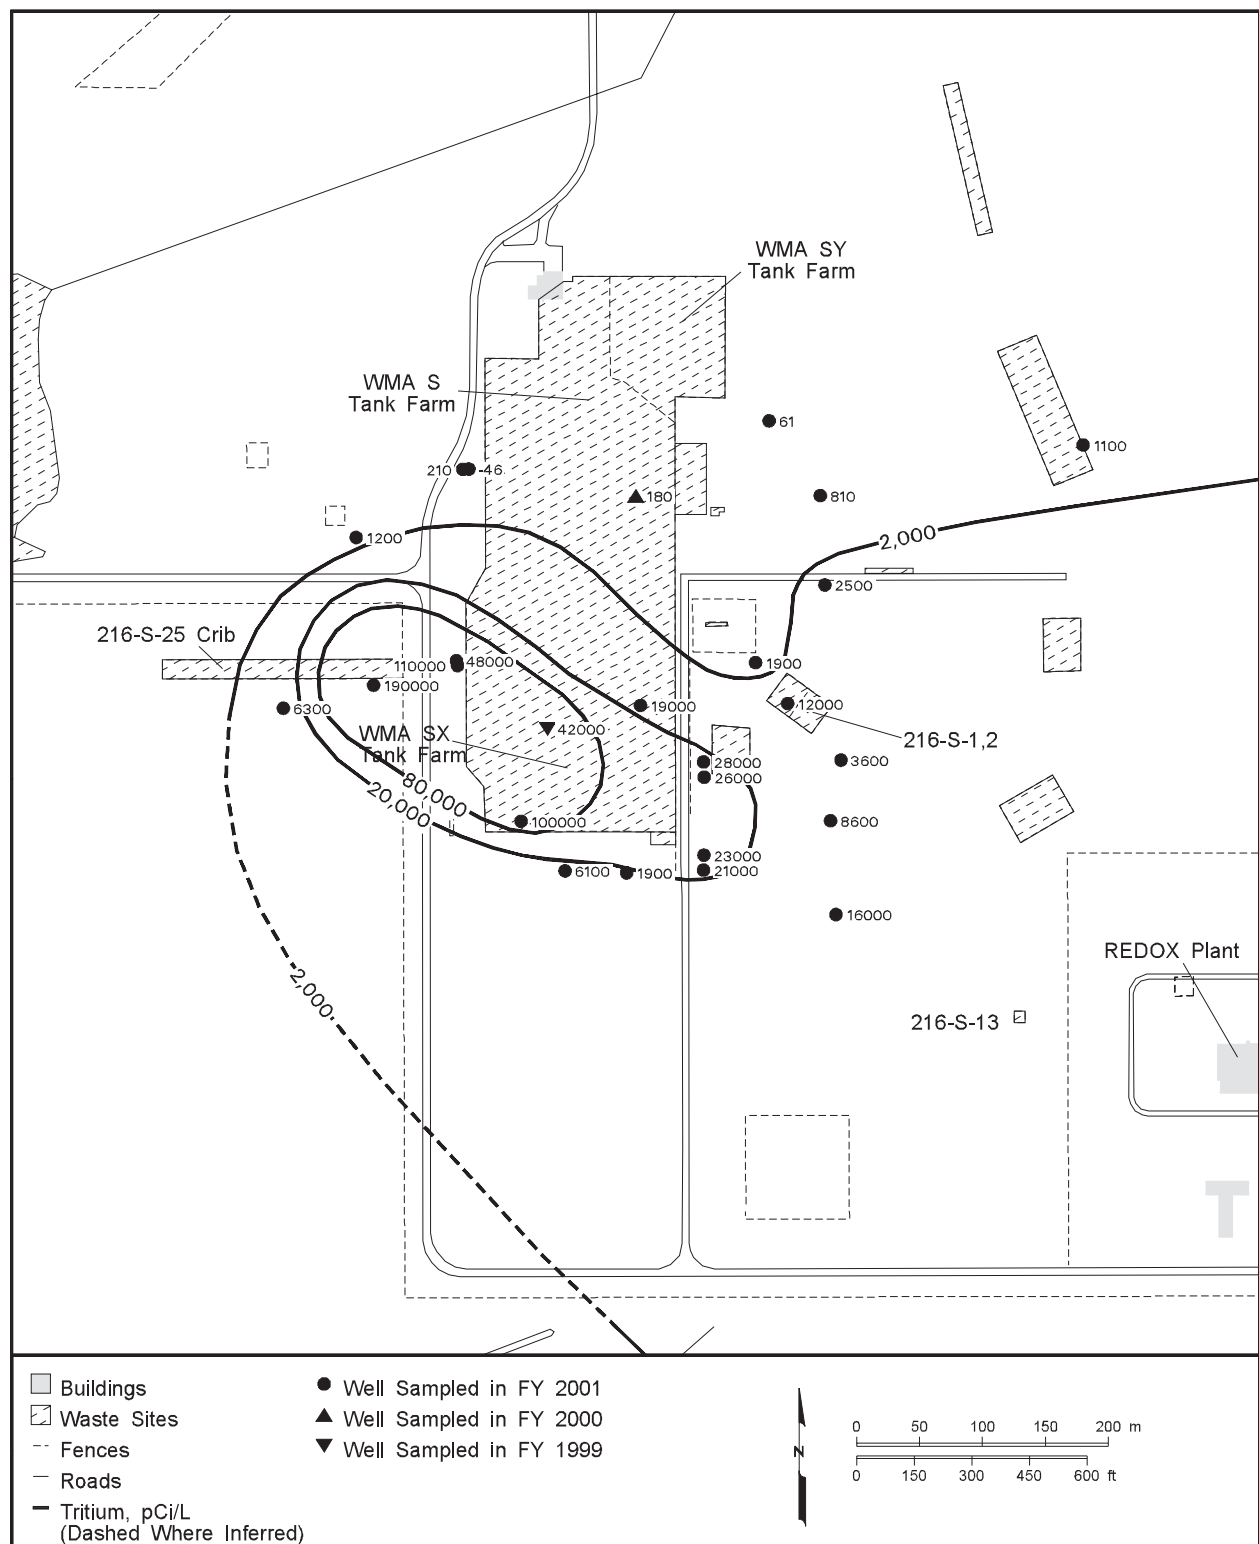 WMA SY
Tank Farm
WMA S
Tank Farm
61
1100
210
-46
180
810
2,000
1200
2500
216-S-25 Crib
110000
48000
1900
190000
6300
19000
12000
42000
WMA SX
Tank Farm
216-S-1,2
28000
3600
26000
80,000
20,000
100000
8600
23000
6100
1900
21000
16000
REDOX Plant
2,000
216-S-13
Buildings
Waste Sites
Fences
Roads
Tritium, pCi/L
(Dashed Where Inferred)
Well Sampled in FY 2001
Well Sampled in FY 2000
Well Sampled in FY 1999
N
0 50 100 150 200 m
0 150 300 450 600 ft